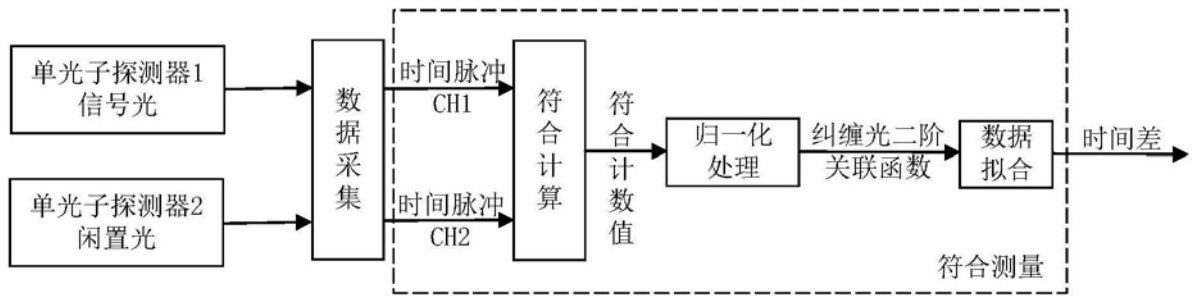 单光子探测器1
信号光
单光子探测器2
闲置光
数据采集
时间脉冲
CH1
时间脉冲
CH2
符合计算
符合计数值
归一化
处理
纠缠光二阶
关联函数
数据
拟合
时间差
符合测量